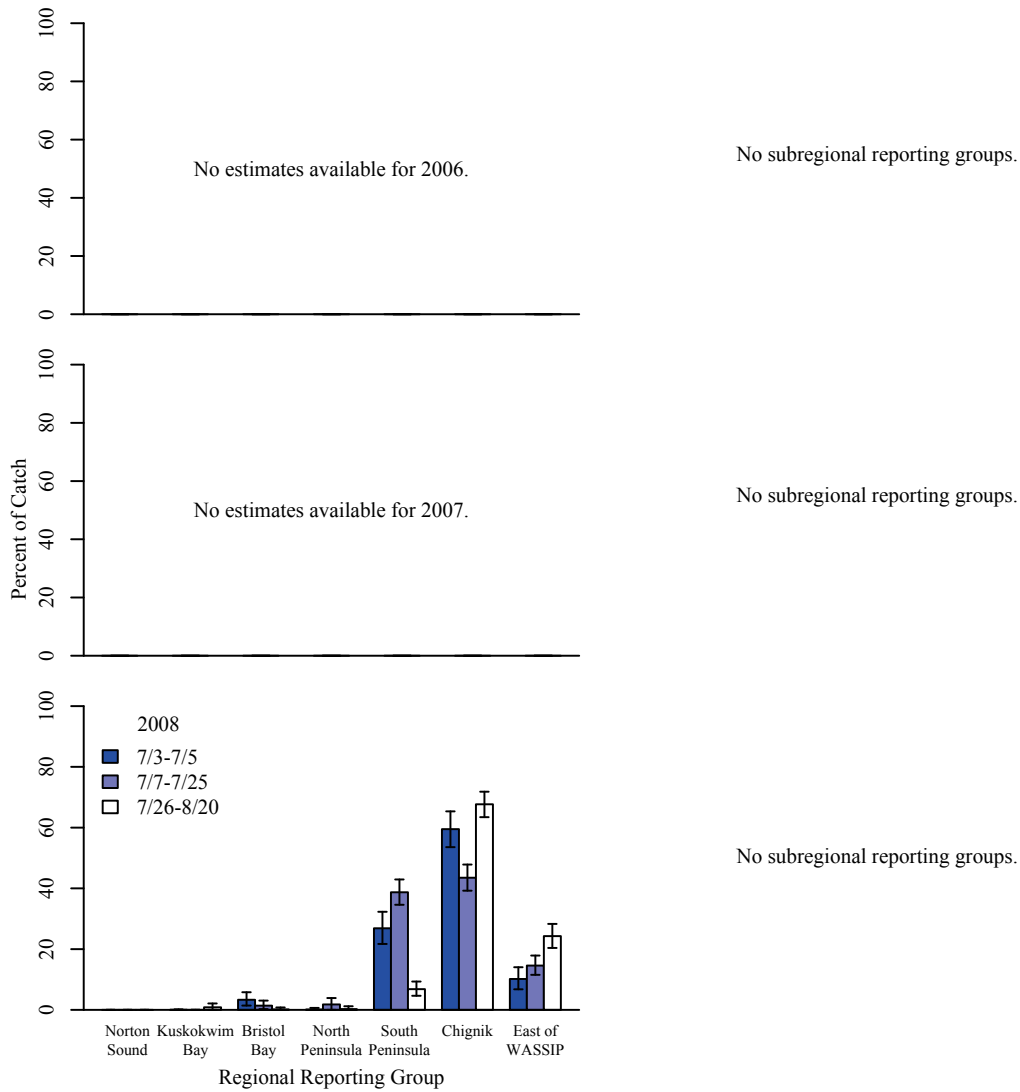 100
80
60
40
20
0
No estimates available for 2006.
No subregional reporting groups.
Percent of Catch
100
80
60
40
20
0
No estimates available for 2007.
No subregional reporting groups.
100
80
60
40
20
0
2008
7/3-7/5
7/7-7/25
7/26-8/20
No subregional reporting groups.
Norton Sound
Kuskokwim Bay
Bristol Bay
North Peninsula
South Peninsula
Chignik
East of WASSIP
Regional Reporting Group